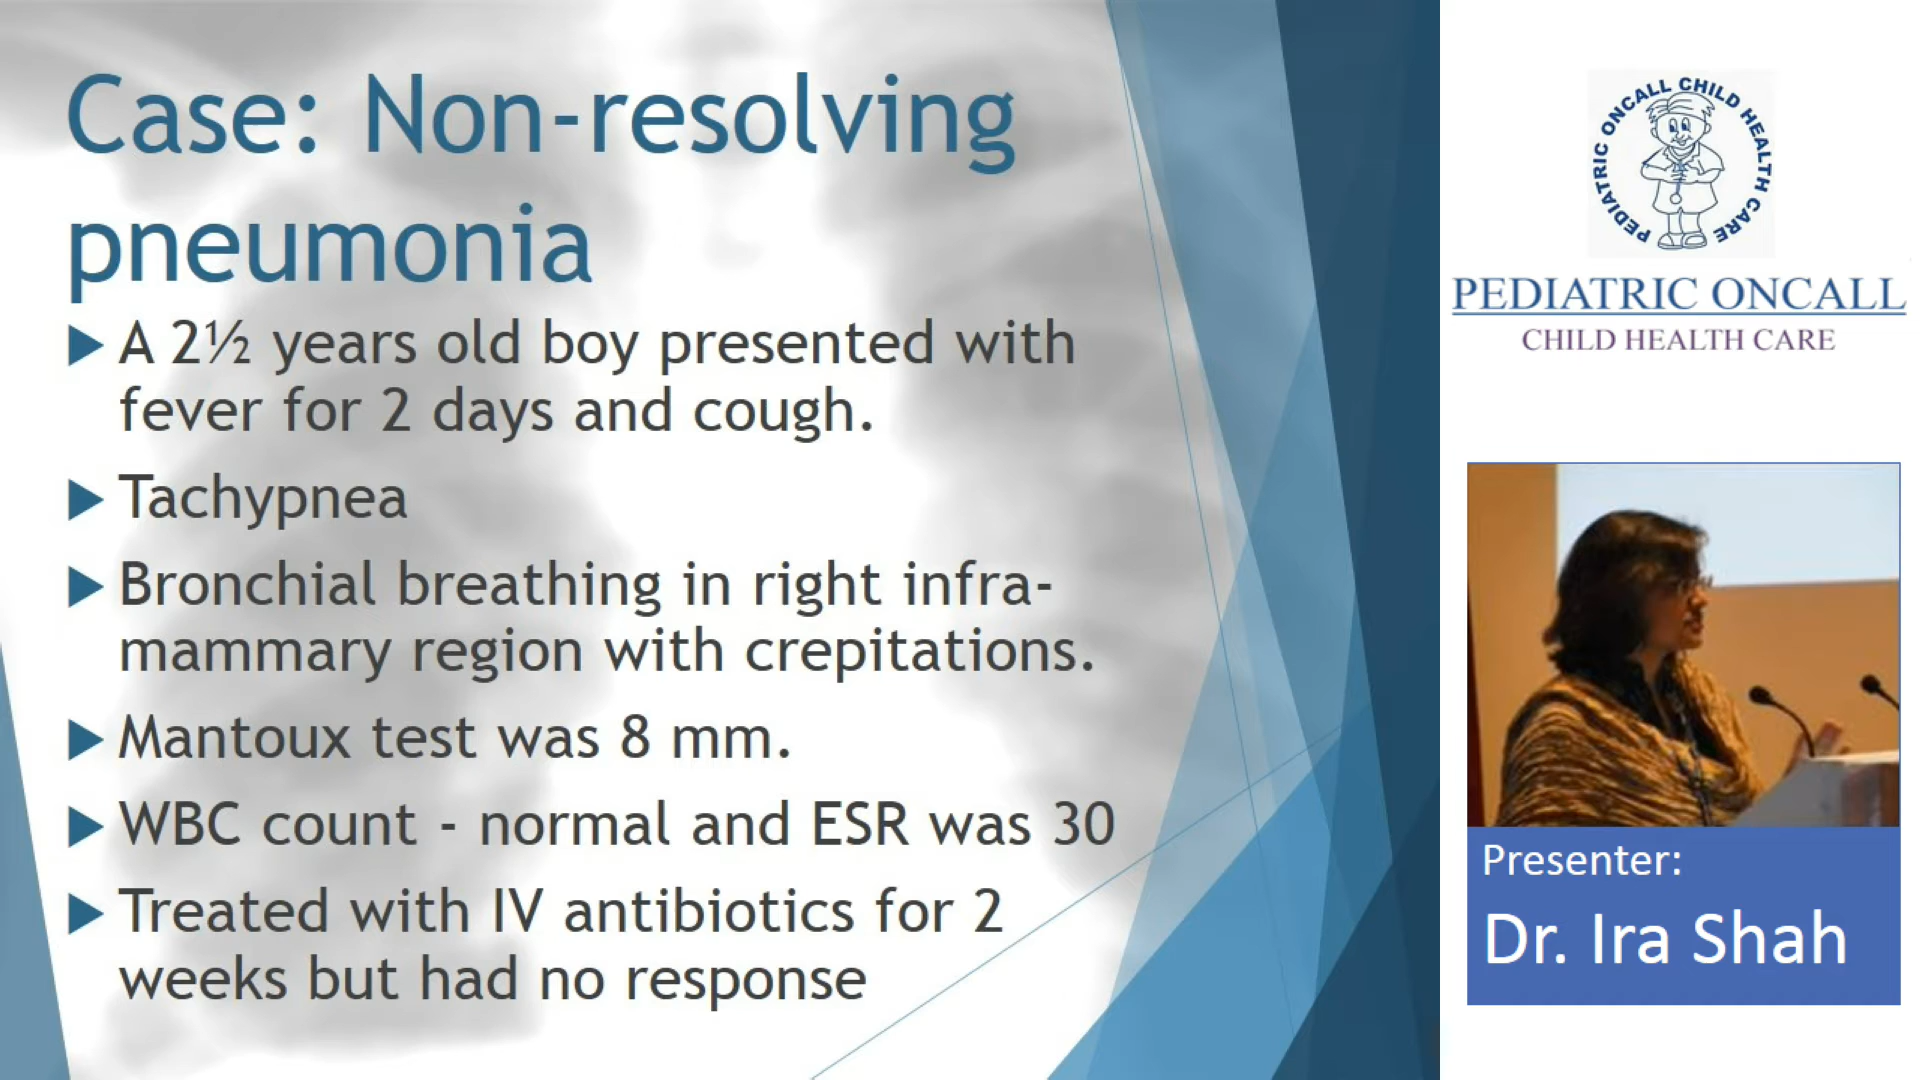 Case: Non-resolving
pneumonia
A 2½ years old boy presented with
fever for 2 days and cough.
Tachypnea
Bronchial breathing in right infra-
mammary region with crepitations.
Mantoux test was 8 mm.
WBC count - normal and ESR was 30
Treated with IV antibiotics for 2
weeks but had no response
PEDIATRIC ONCALL CHILD HEALTH CARE
PEDIATRIC ONCALL
CHILD HEALTH CARE
Presenter:
Dr. Ira Shah